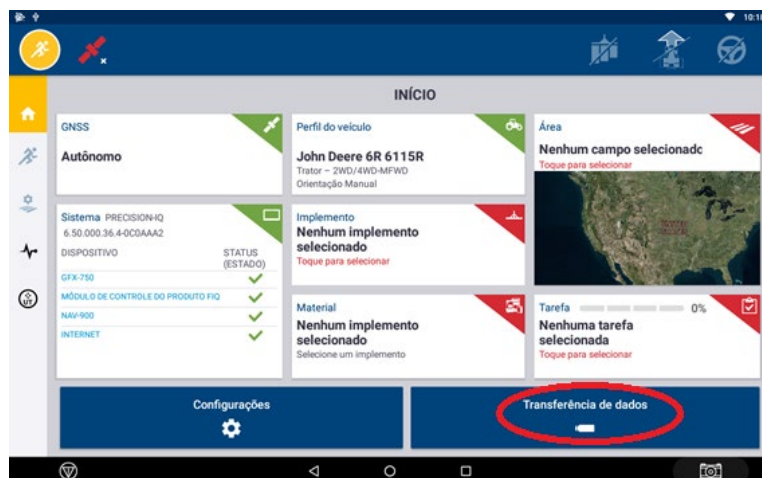 10:18
INÍCIO
GNSS
Autônomo
Perfil do veículo
John Deere 6R 6115R
Trator – 2WD/4WD-MFWD
Orientação Manual
Área
Nenhum campo selecionadc
Toque para selecionar
Sistema PRECISION-IQ
6.50.000.36.4-0C0AAA2
DISPOSITIVO
STATUS
(ESTADO)
GFX-750
MÓDULO DE CONTROLE DO PRODUTO FIQ
NAV-900
INTERNET
Implemento
Nenhum implemento
selecionado
Toque para selecionar
Material
Nenhum implemento
selecionado
Selecione um implemento
Tarefa
0%
Nenhuma tarefa
selecionada
Toque para selecionar
UT
Configurações
Transferência de dados